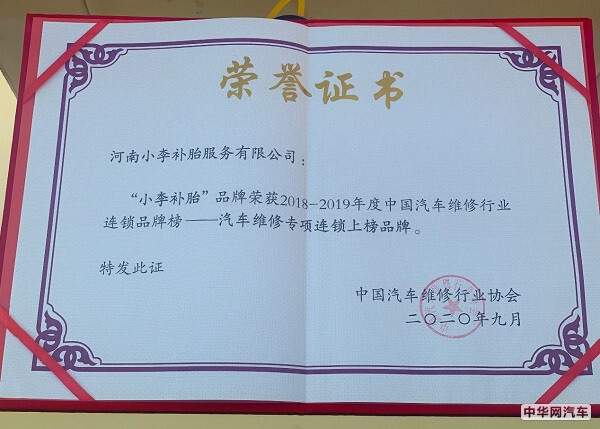 荣誉证书
河南小李补胎服务有限公司：
“小李补胎”品牌荣获2018-2019年度中国汽车维修行业
连锁品牌榜——汽车维修专项连锁上榜品牌。
特发此证
中国汽车维修行业协会
二〇二〇年九月
中华网汽车